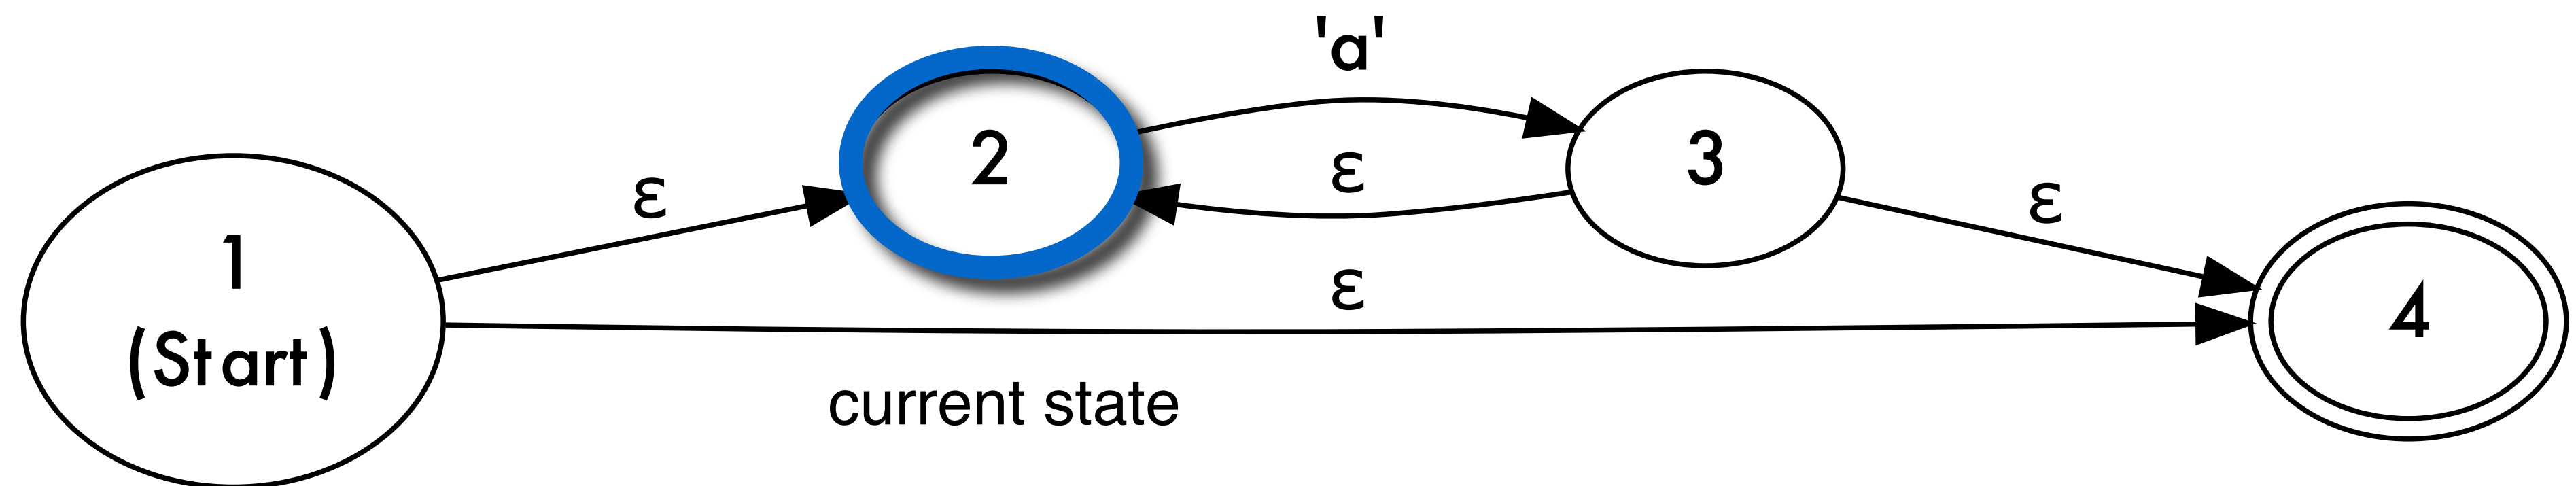 'a'
2
ε
3
ε
ε
1
(Start)
ε
4
current state